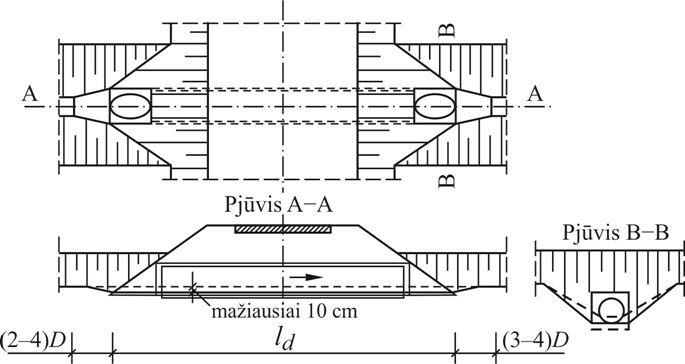 B
A
A
B
Pjūvis A–A
Pjūvis B–B
mažiausiai 10 cm
(2–4)D
l_d
(3–4)D